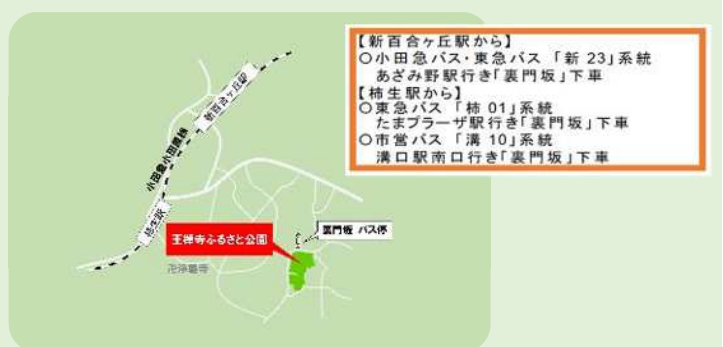 【新百合ヶ丘駅から】
〇小田急バス・東急バス 「新 23」系統
あざみ野駅行き「裏門坂」下車
【柿生駅から】
〇東急バス 「柿 01」系統
たまプラーザ駅行き「裏門坂」下車
〇市営バス 「溝 10」系統
溝口駅南口行き「裏門坂」下車
新百合ヶ丘駅
小田急小田原線
柿生駅
裏門坂 バス停
王禅寺ふるさと公園